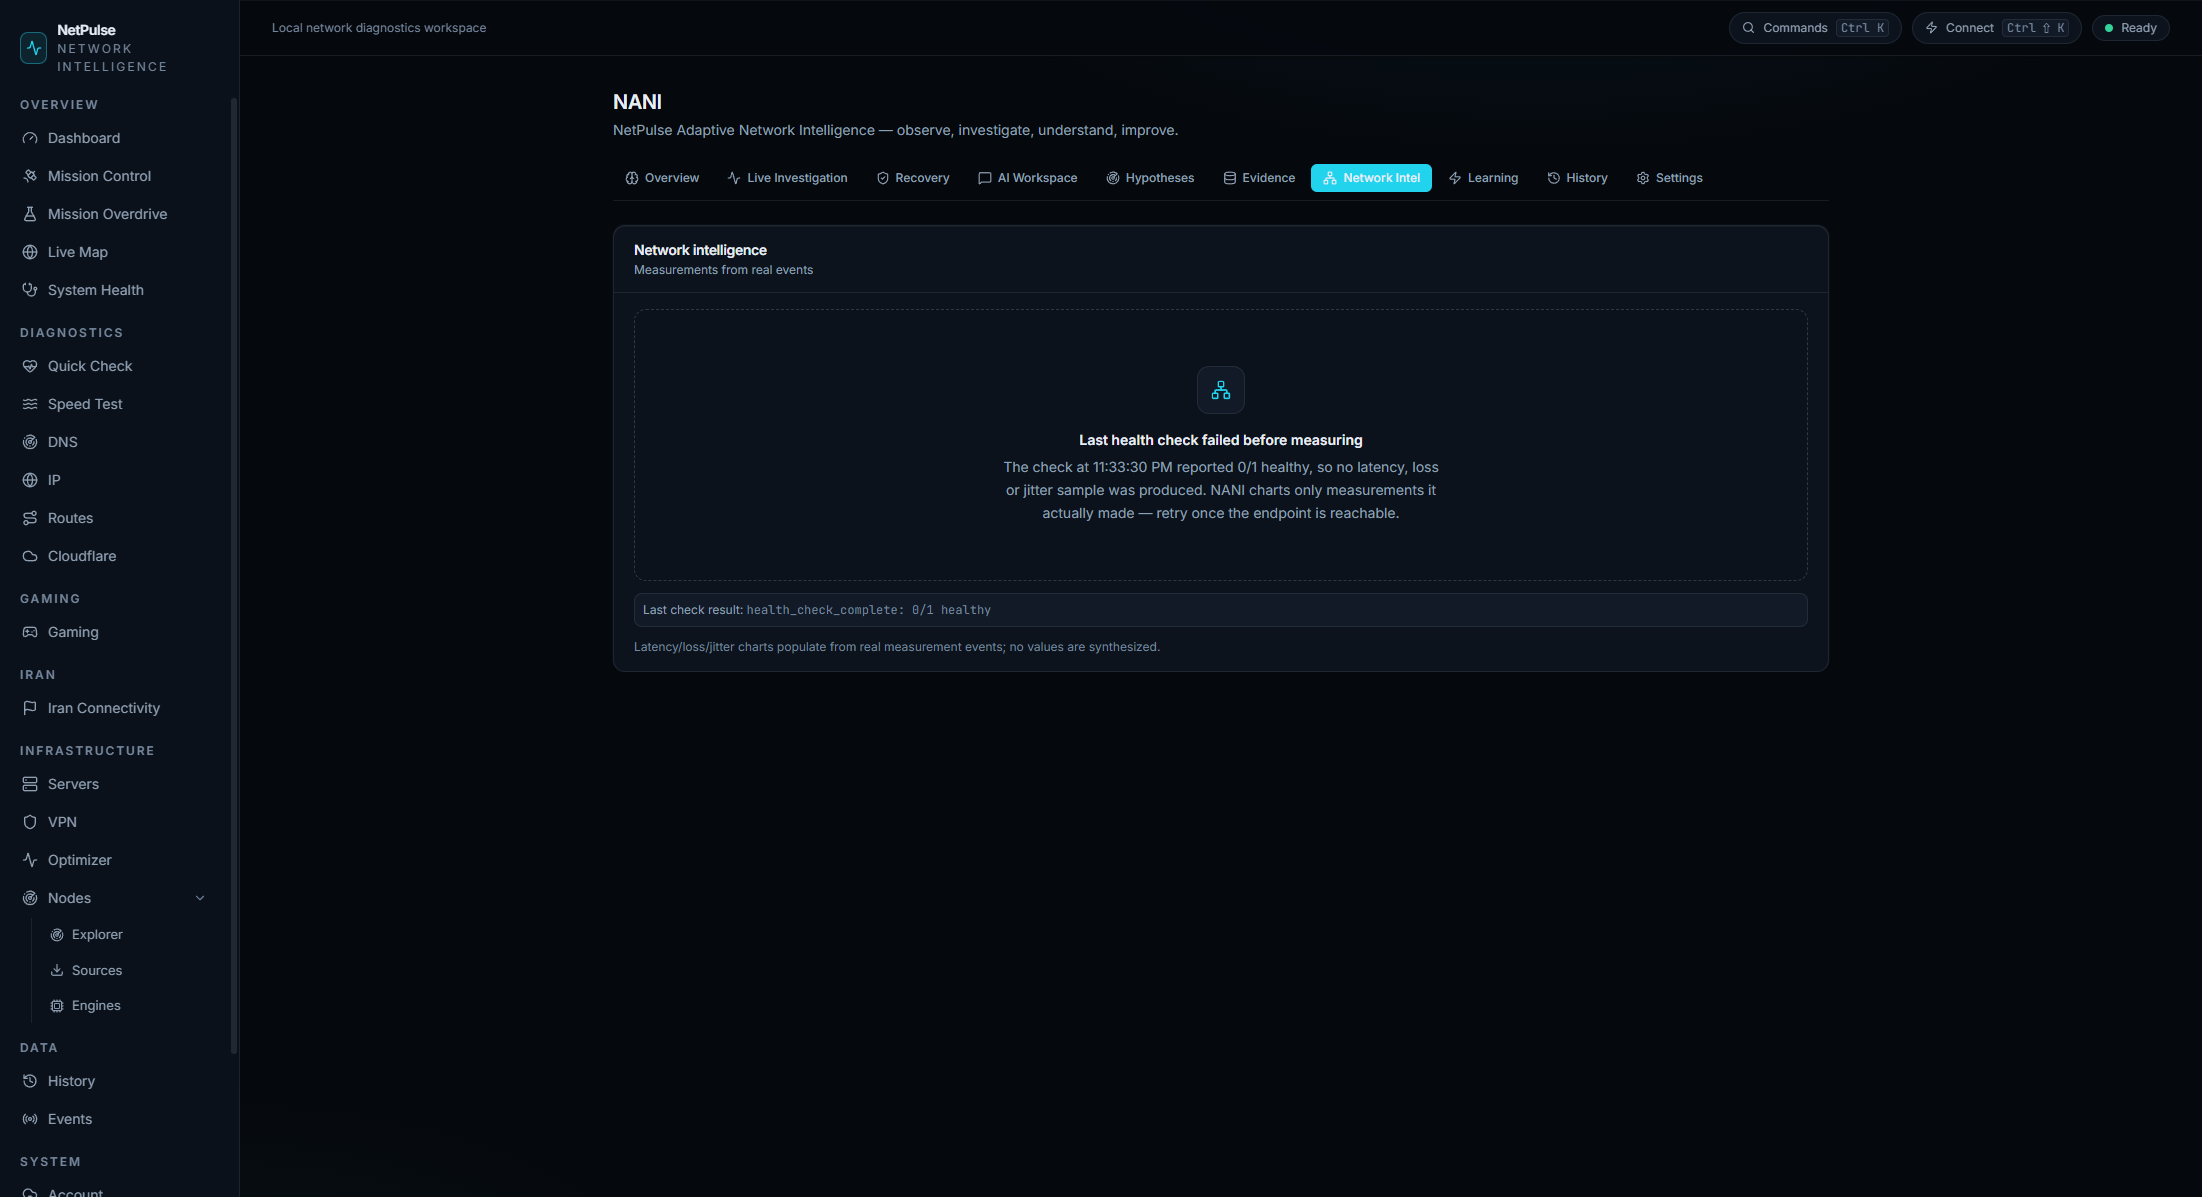 NetPulse
NETWORK
INTELLIGENCE
OVERVIEW
Dashboard
Mission Control
Mission Overdrive
Live Map
System Health
DIAGNOSTICS
Quick Check
Speed Test
DNS
IP
Routes
Cloudflare
GAMING
Gaming
IRAN
Iran Connectivity
INFRASTRUCTURE
Servers
VPN
Optimizer
Nodes
Explorer
Sources
Engines
DATA
History
Events
SYSTEM
Account
Local network diagnostics workspace
Commands Ctrl K
Connect Ctrl ⇧ K
Ready
NANI
NetPulse Adaptive Network Intelligence — observe, investigate, understand, improve.
Overview Live Investigation Recovery AI Workspace Hypotheses Evidence Network Intel Learning History Settings
Network intelligence
Measurements from real events
Last health check failed before measuring
The check at 11:33:30 PM reported 0/1 healthy, so no latency, loss
or jitter sample was produced. NANI charts only measurements it
actually made — retry once the endpoint is reachable.
Last check result: health_check_complete: 0/1 healthy
Latency/loss/jitter charts populate from real measurement events; no values are synthesized.